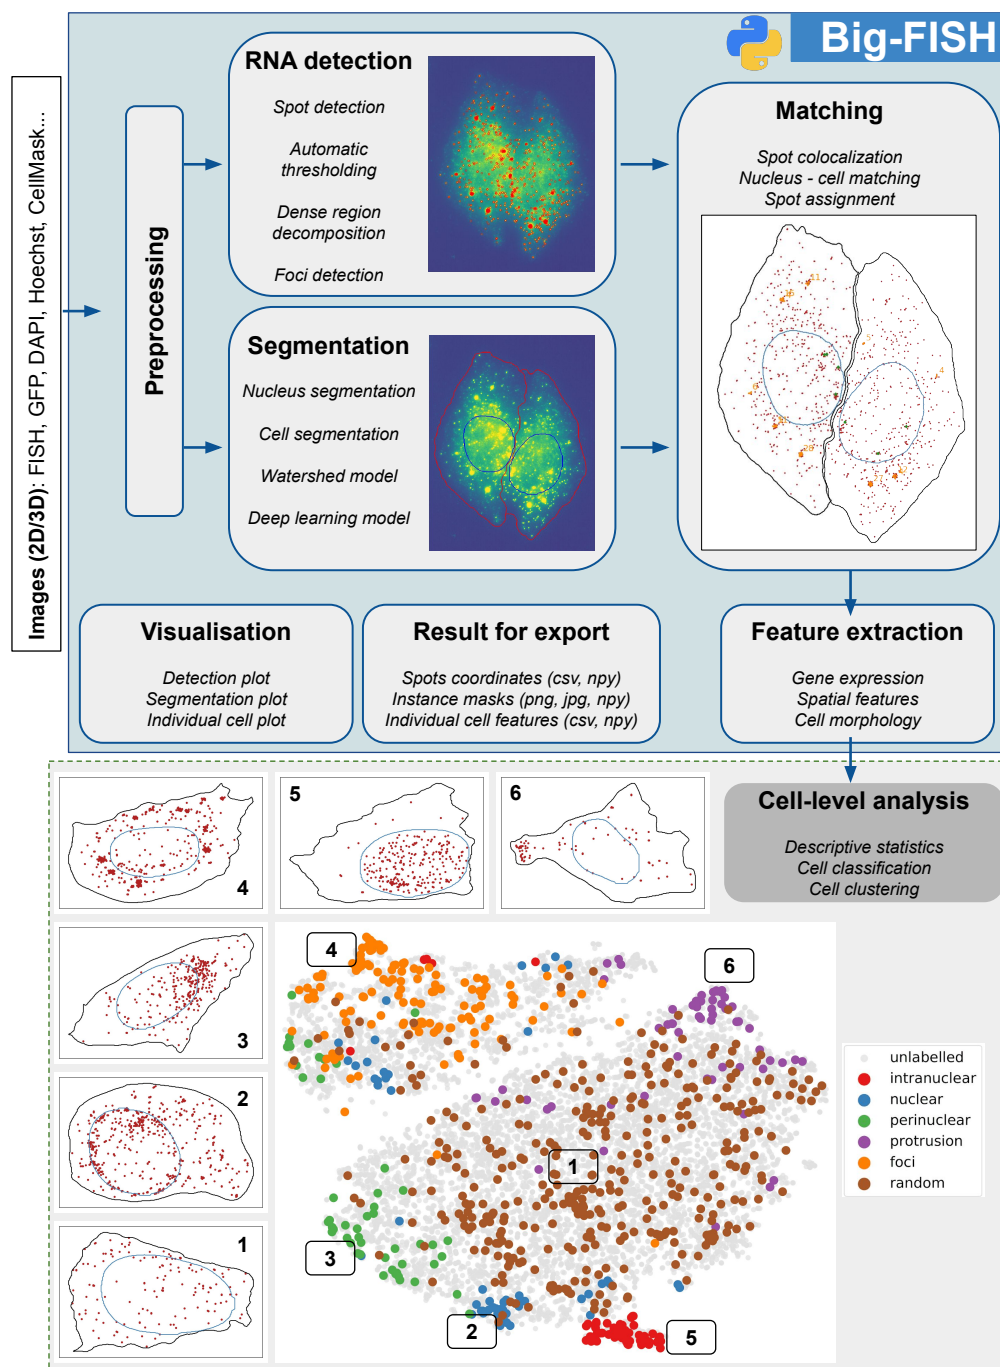 Big-FISH
Images (2D/3D): FISH, GFP, DAPI, Hoechst, CellMask...
Preprocessing
RNA detection
Spot detection
Automatic
thresholding
Dense region
decomposition
Foci detection
Segmentation
Nucleus segmentation
Cell segmentation
Watershed model
Deep learning model
Matching
Spot colocalization
Nucleus - cell matching
Spot assignment
11
4
Visualisation
Detection plot
Segmentation plot
Individual cell plot
Result for export
Spots coordinates (csv, npy)
Instance masks (png, jpg, npy)
Individual cell features (csv, npy)
Feature extraction
Gene expression
Spatial features
Cell morphology
Cell-level analysis
Descriptive statistics
Cell classification
Cell clustering
4
5
6
3
2
1
4
6
1
3
2
5
unlabelled
intranuclear
nuclear
perinuclear
protrusion
foci
random